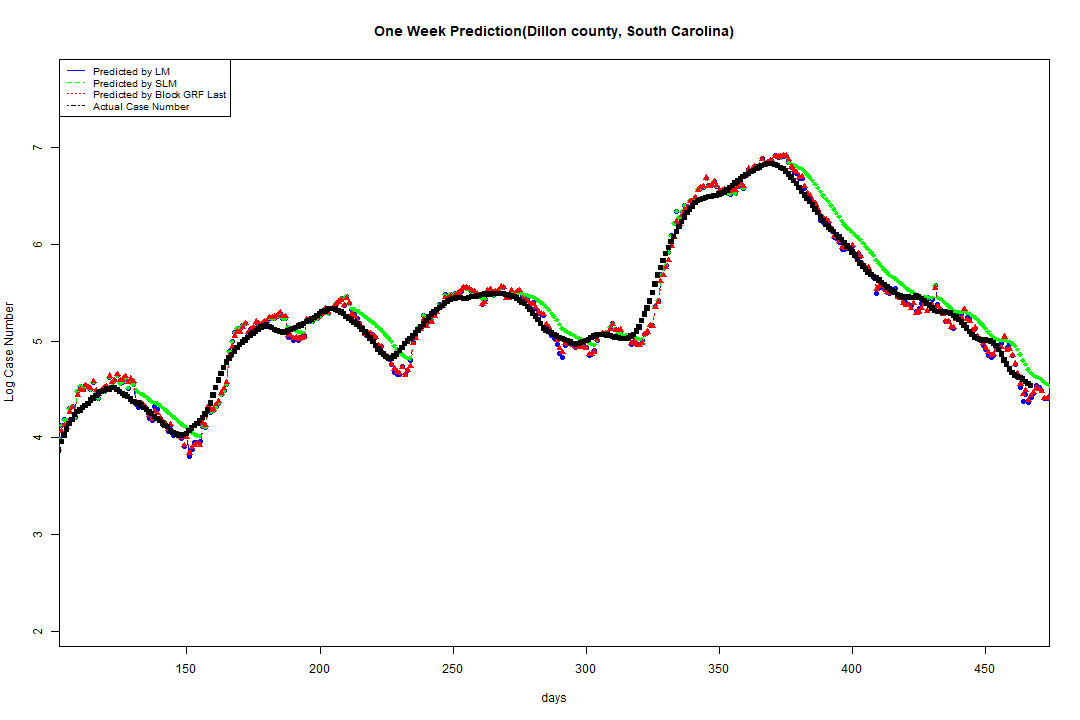 One Week Prediction(Dillon county, South Carolina)
Predicted by LM
Predicted by SLM
Predicted by Block GRF Last
Actual Case Number
7
6
5
4
3
2
Log Case Number
150 200 250 300 350 400 450
days